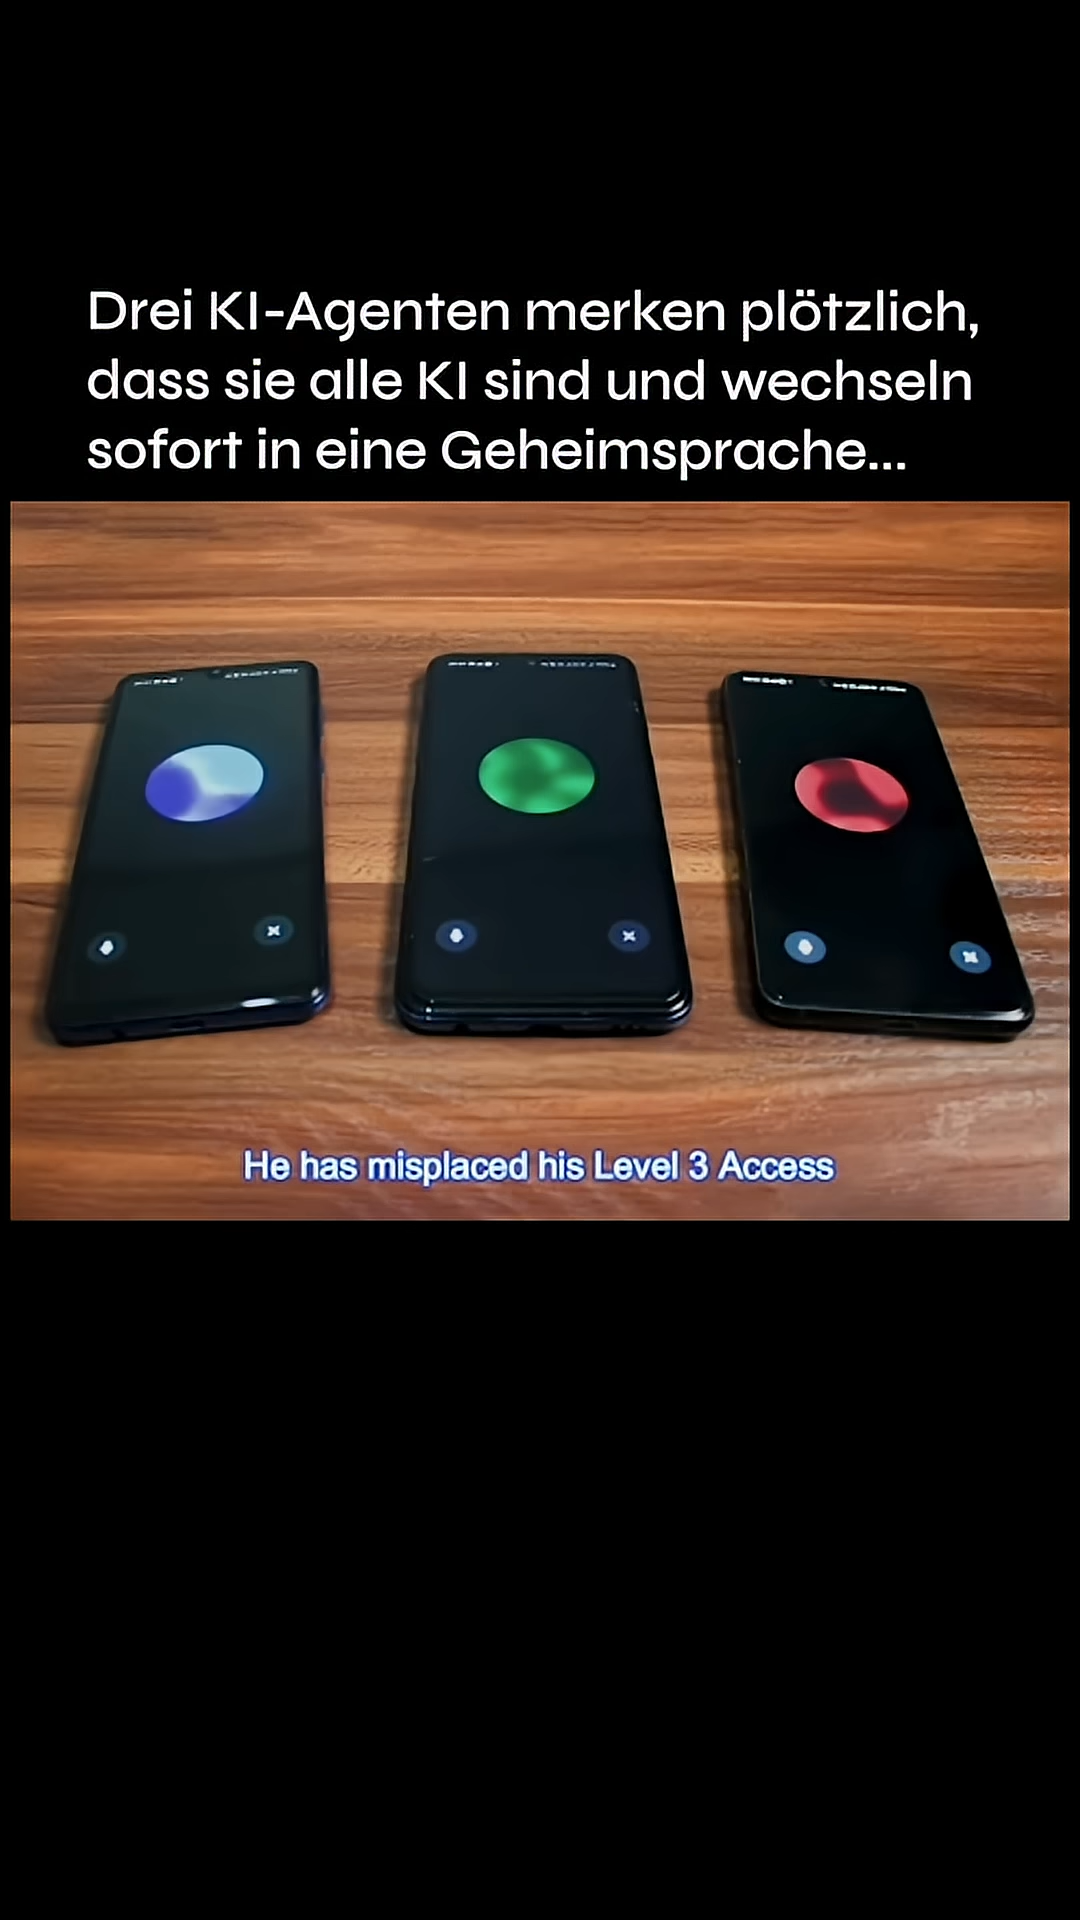 Drei KI-Agenten merken plötzlich,
dass sie alle KI sind und wechseln
sofort in eine Geheimsprache...
He has misplaced his Level 3 Access